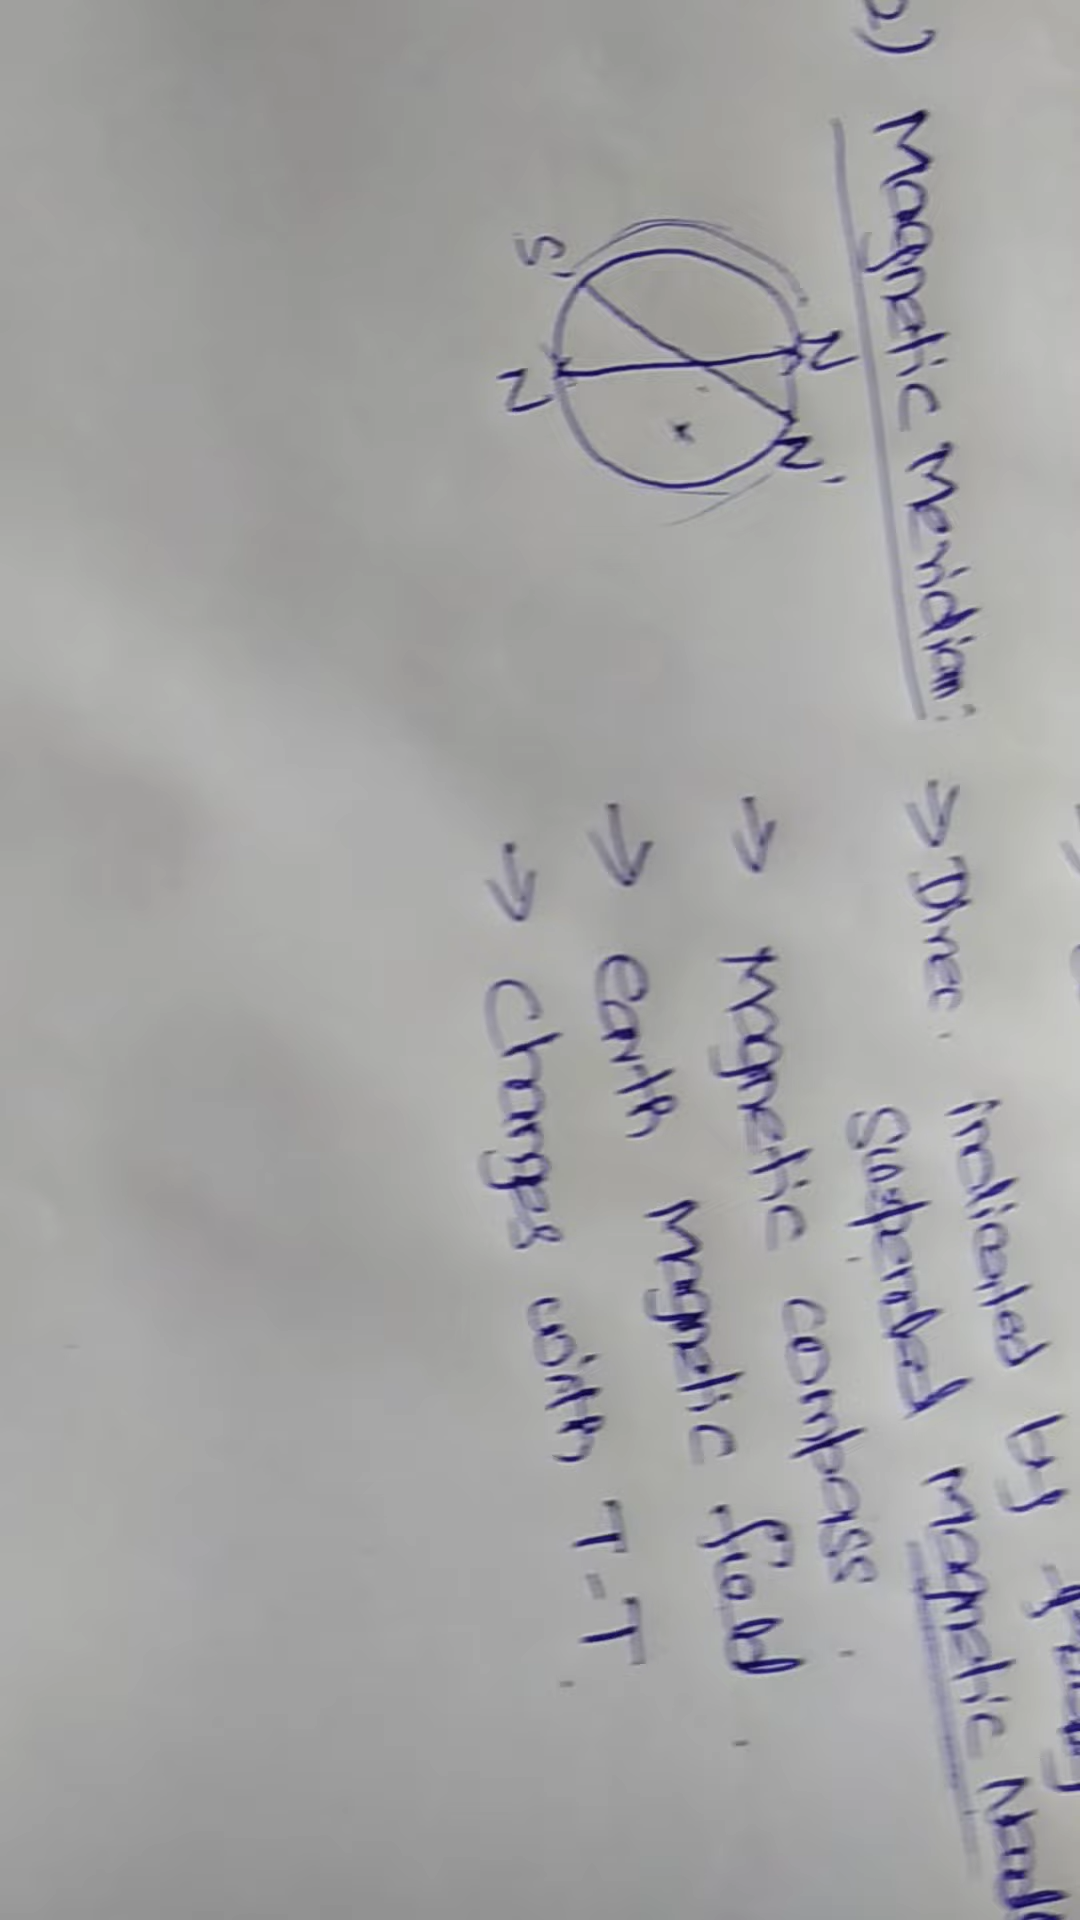 2) Magnetic Meridian:
→ Direc. indicated by freely
Suspended Magnetic Needle
→ Magnetic compass.
→ Earth Magnetic field.
→ Changes with T-T.
N
N'
S'
N